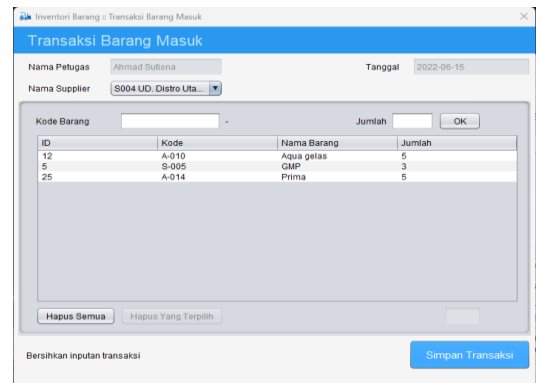 Inventori Barang :: Transaksi Barang Masuk
Transaksi Barang Masuk
Nama Petugas Ahmad Sutisna Tanggal 2022-06-15
Nama Supplier S004 UD. Distro Uta...
Kode Barang - Jumlah OK
ID Kode Nama Barang Jumlah
12 A-010 Aqua gelas 5
5 S-005 GMP 3
25 A-014 Prima 5
Hapus Semua Hapus Yang Terpilih
Bersihkan inputan transaksi Simpan Transaksi